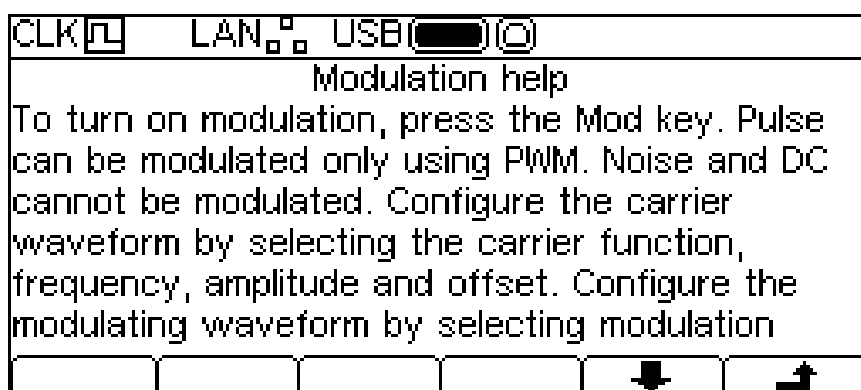 CLK LAN USB
Modulation help
To turn on modulation, press the Mod key. Pulse
can be modulated only using PWM. Noise and DC
cannot be modulated. Configure the carrier
waveform by selecting the carrier function,
frequency, amplitude and offset. Configure the
modulating waveform by selecting modulation